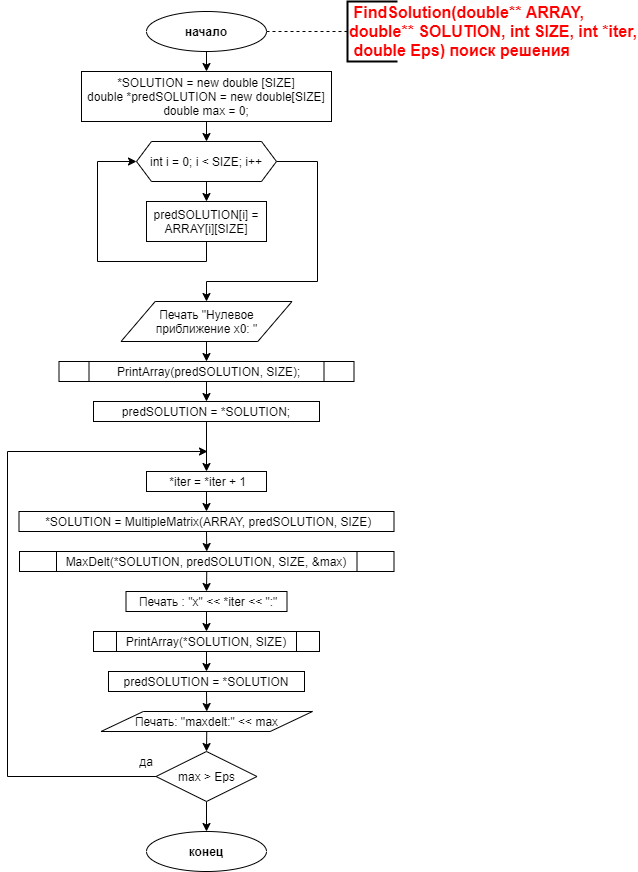 начало
FindSolution(double** ARRAY,
double** SOLUTION, int SIZE, int *iter,
double Eps) поиск решения
*SOLUTION = new double [SIZE]
double *predSOLUTION = new double[SIZE]
double max = 0;
int i = 0; i < SIZE; i++
predSOLUTION[i] =
ARRAY[i][SIZE]
Печать "Нулевое
приближение x0: "
PrintArray(predSOLUTION, SIZE);
predSOLUTION = *SOLUTION;
*iter = *iter + 1
*SOLUTION = MultipleMatrix(ARRAY, predSOLUTION, SIZE)
MaxDelt(*SOLUTION, predSOLUTION, SIZE, &max)
Печать : "x" << *iter << ":"
PrintArray(*SOLUTION, SIZE)
predSOLUTION = *SOLUTION
Печать: "maxdelt:" << max
да
max > Eps
конец